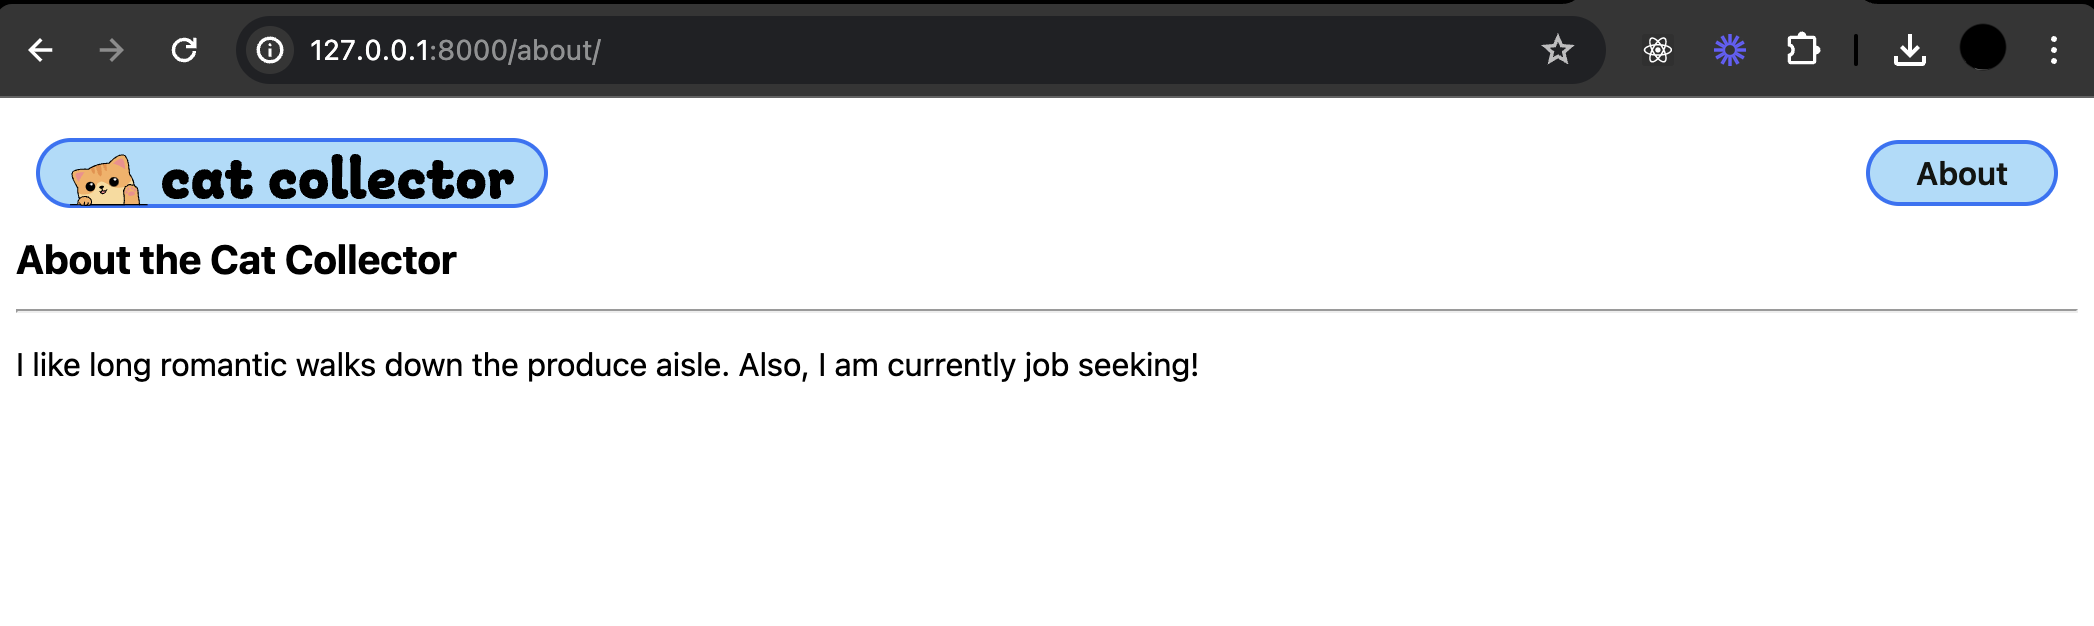 127.0.0.1:8000/about/
cat collector
About
About the Cat Collector
I like long romantic walks down the produce aisle. Also, I am currently job seeking!